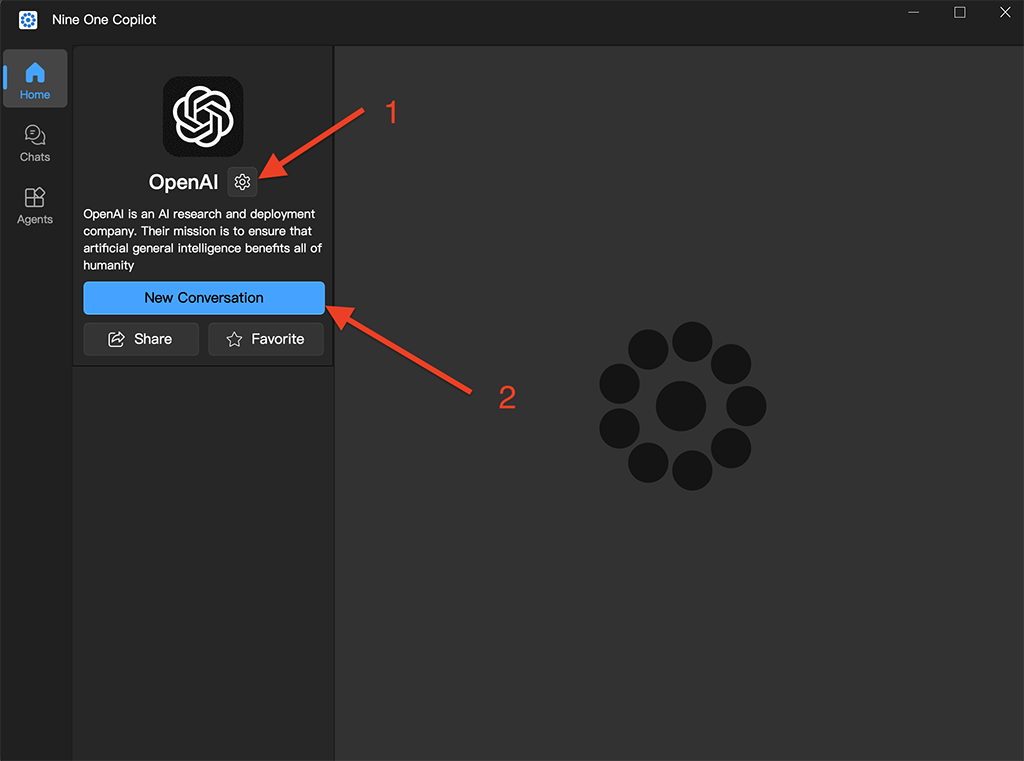 Nine One Copilot
Home
Chats
Agents
1
OpenAI
OpenAI is an AI research and deployment
company. Their mission is to ensure that
artificial general intelligence benefits all of
humanity
New Conversation
Share
Favorite
2